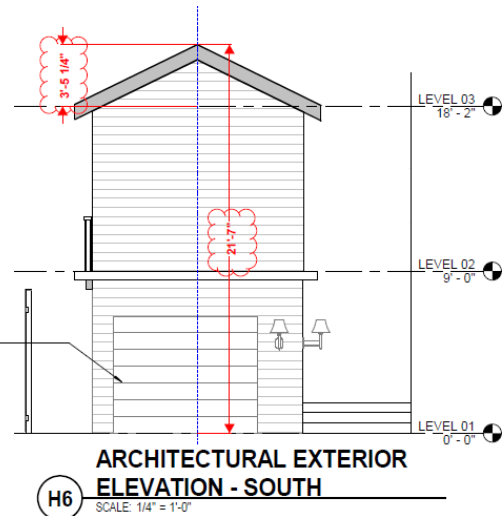 3'-5 1/4"
LEVEL 03
18' - 2"
21'-7"
LEVEL 02
9' - 0"
LEVEL 01
0' - 0"
ARCHITECTURAL EXTERIOR
H6
ELEVATION - SOUTH
SCALE: 1/4" = 1'-0"